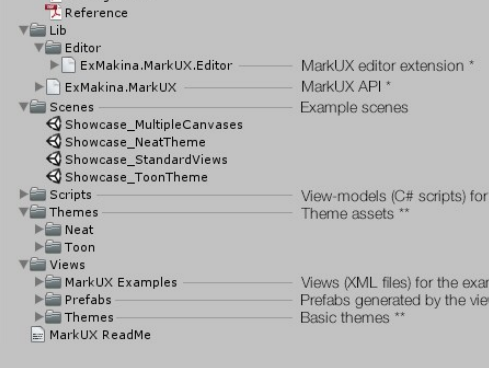 Reference
Lib
Editor
ExMakina.MarkUX.Editor MarkUX editor extension *
ExMakina.MarkUX MarkUX API *
Scenes Example scenes
Showcase_MultipleCanvases
Showcase_NeatTheme
Showcase_StandardViews
Showcase_ToonTheme
Scripts View-models (C# scripts) for
Themes Theme assets **
Neat
Toon
Views
MarkUX Examples Views (XML files) for the
Prefabs Prefabs generated by the
Themes Basic themes **
MarkUX ReadMe